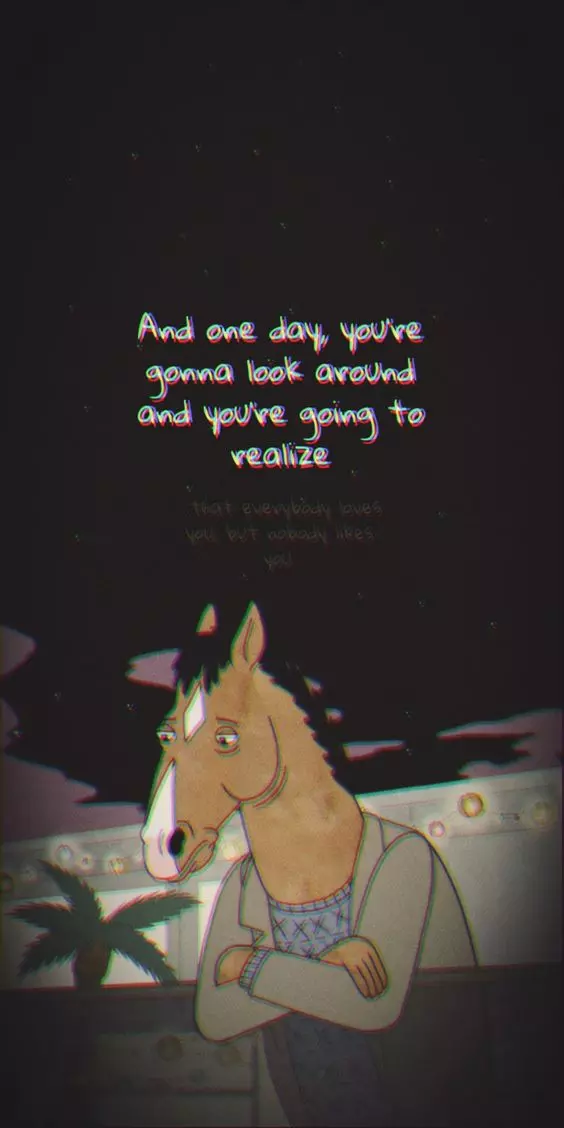 And one day, you're
gonna look around
and you're going to
realize
that everybody loves
you but nobody likes
you